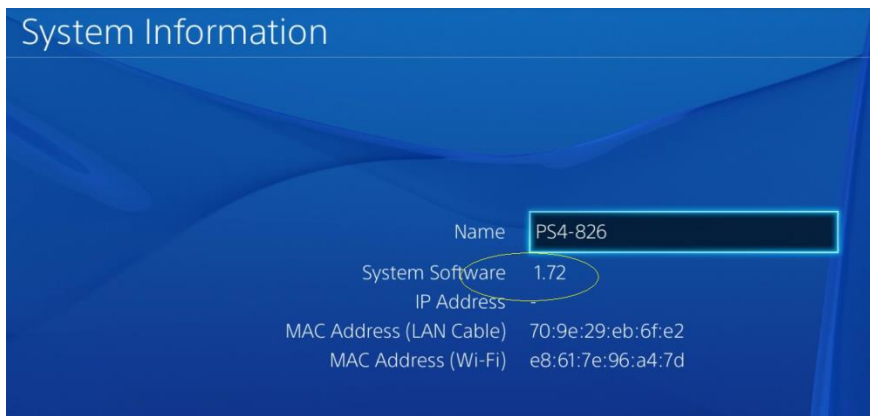 System Information
Name PS4-826
System Software 1.72
IP Address -
MAC Address (LAN Cable) 70:9e:29:eb:6f:e2
MAC Address (Wi-Fi) e8:61:7e:96:a4:7d